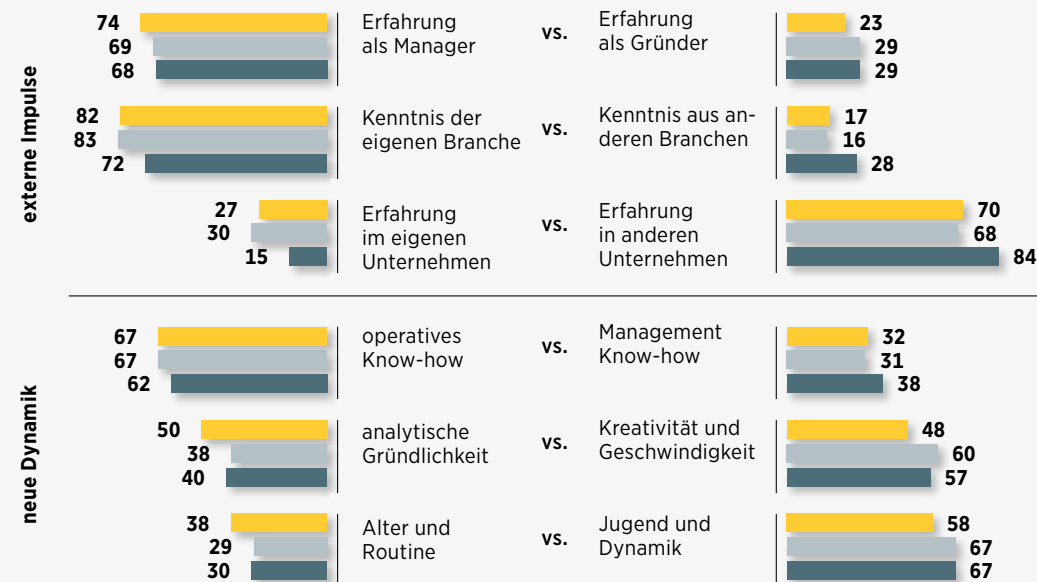 externe Impulse
74
69
68
Erfahrung
als Manager
vs.
Erfahrung
als Gründer
23
29
29
82
83
72
Kenntnis der
eigenen Branche
vs.
Kenntnis aus an-
deren Branchen
17
16
28
27
30
15
Erfahrung
im eigenen
Unternehmen
vs.
Erfahrung
in anderen
Unternehmen
70
68
84
neue Dynamik
67
67
62
operatives
Know-how
vs.
Management
Know-how
32
31
38
50
38
40
analytische
Gründlichkeit
vs.
Kreativität und
Geschwindigkeit
48
60
57
38
29
30
Alter und
Routine
vs.
Jugend und
Dynamik
58
67
67